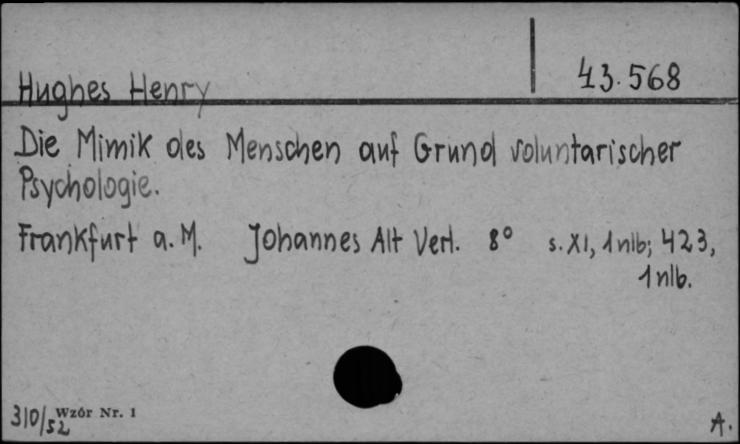 43.568
Hughes Henry
Die Mimik des Menschen auf Grund voluntarischer
Psychologie.
Frankfurt a. M. Johannes Alt Verl. 8° s. XI, 1 nlb; 423,
1 nlb.
310/52 Wzór Nr. 1
A.